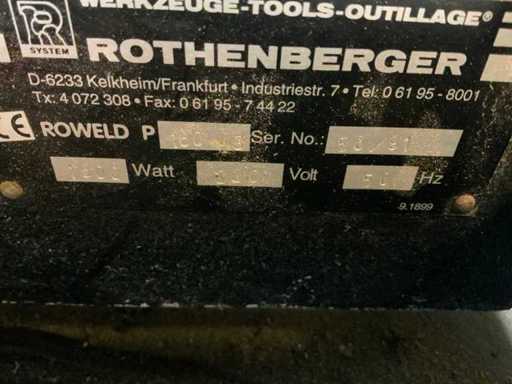 WERKZEUGE-TOOLS-OUTILLAGE®
R
SYSTEM
ROTHENBERGER
D-6233 Kelkheim/Frankfurt • Industriestr. 7 • Tel: 0 61 95 - 8001
Tx: 4 072 308 • Fax: 0 61 95 - 7 44 22
CE ROWELD P Ser. No.:
Watt Volt 50 Hz
9.1899